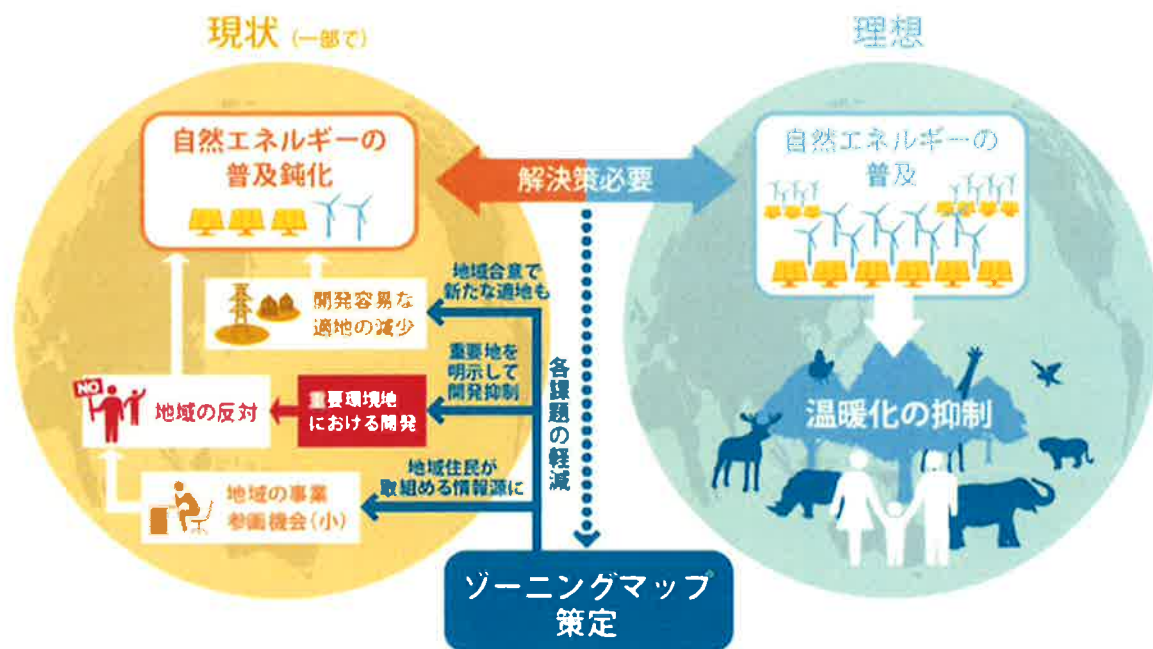 現状 (一部で)
自然エネルギーの
普及鈍化
開発容易な
適地の減少
NO
地域の反対
重要環境地
における開発
地域の事業
参画機会(小)
地域合意で
新たな適地も
重要地を
明示して
開発抑制
地域住民が
取組める情報源に
解決策必要
各課題の軽減
ゾーニングマップ
策定
理想
自然エネルギーの
普及
温暖化の抑制